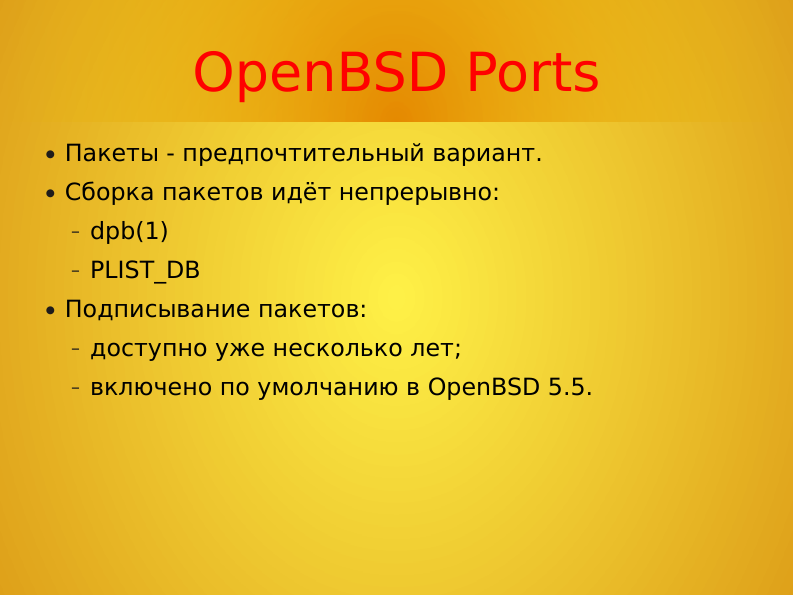 OpenBSD Ports
● Пакеты - предпочтительный вариант.
● Сборка пакетов идёт непрерывно:
– dpb(1)
– PLIST_DB
● Подписывание пакетов:
– доступно уже несколько лет;
– включено по умолчанию в OpenBSD 5.5.